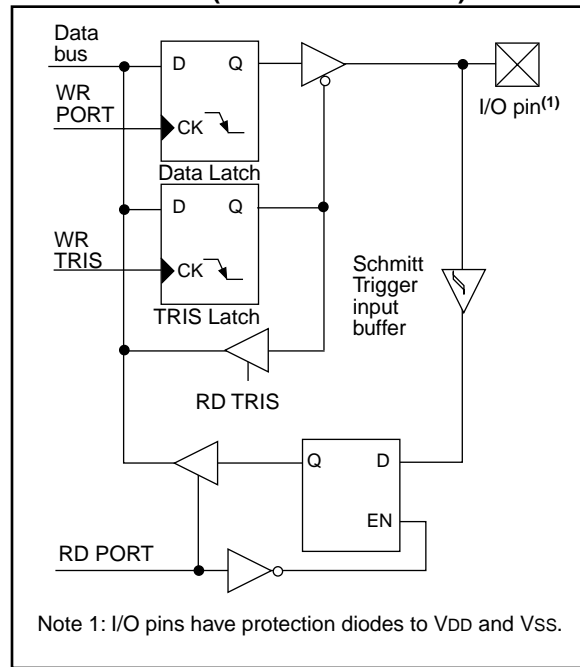 Data
bus
D Q
WR
PORT
CK
I/O pin(1)
Data Latch
D Q
WR
TRIS
CK
Schmitt
Trigger
input
buffer
TRIS Latch
RD TRIS
Q D
EN
RD PORT
Note 1: I/O pins have protection diodes to VDD and VSS.